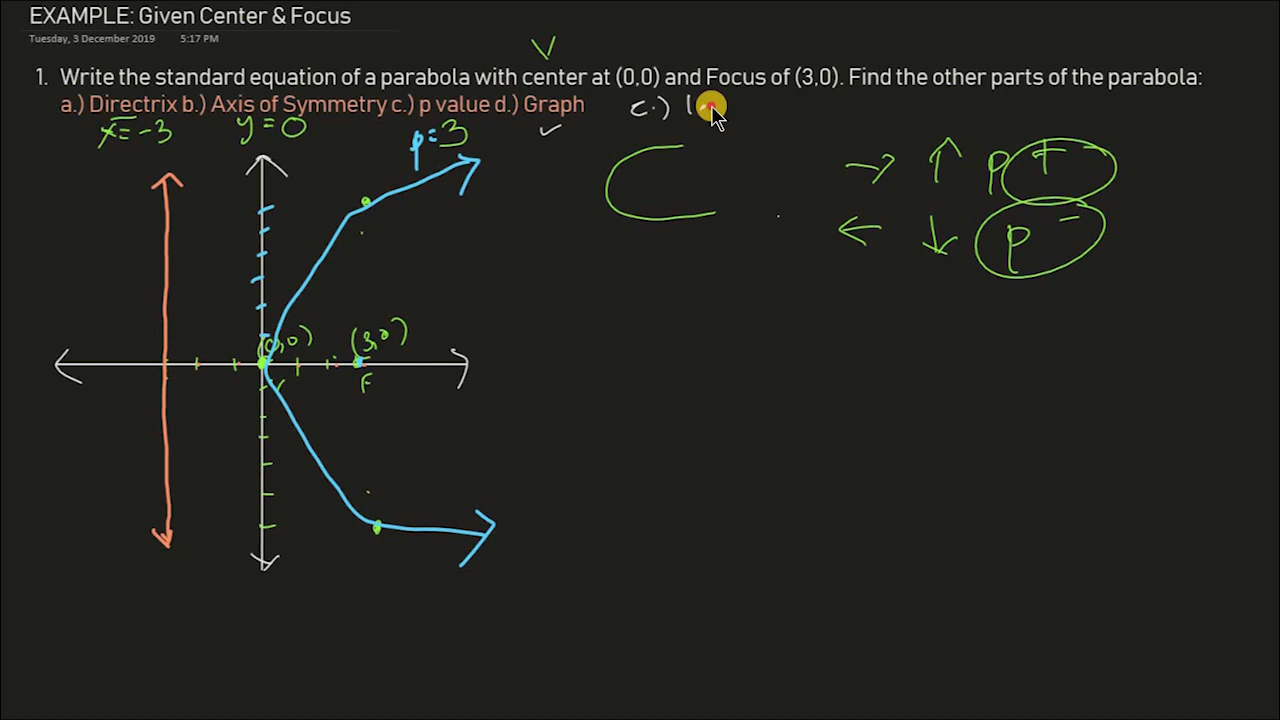 EXAMPLE: Given Center & Focus
Tuesday, 3 December 2019 5:17 PM
V
1. Write the standard equation of a parabola with center at (0,0) and Focus of (3,0). Find the other parts of the parabola:
a.) Directrix b.) Axis of Symmetry c.) p value d.) Graph c.)
x = -3 y = 0 p = 3 ✓
→ ↑ p + -
← ↓ p -
(0,0) (3,0)
V F